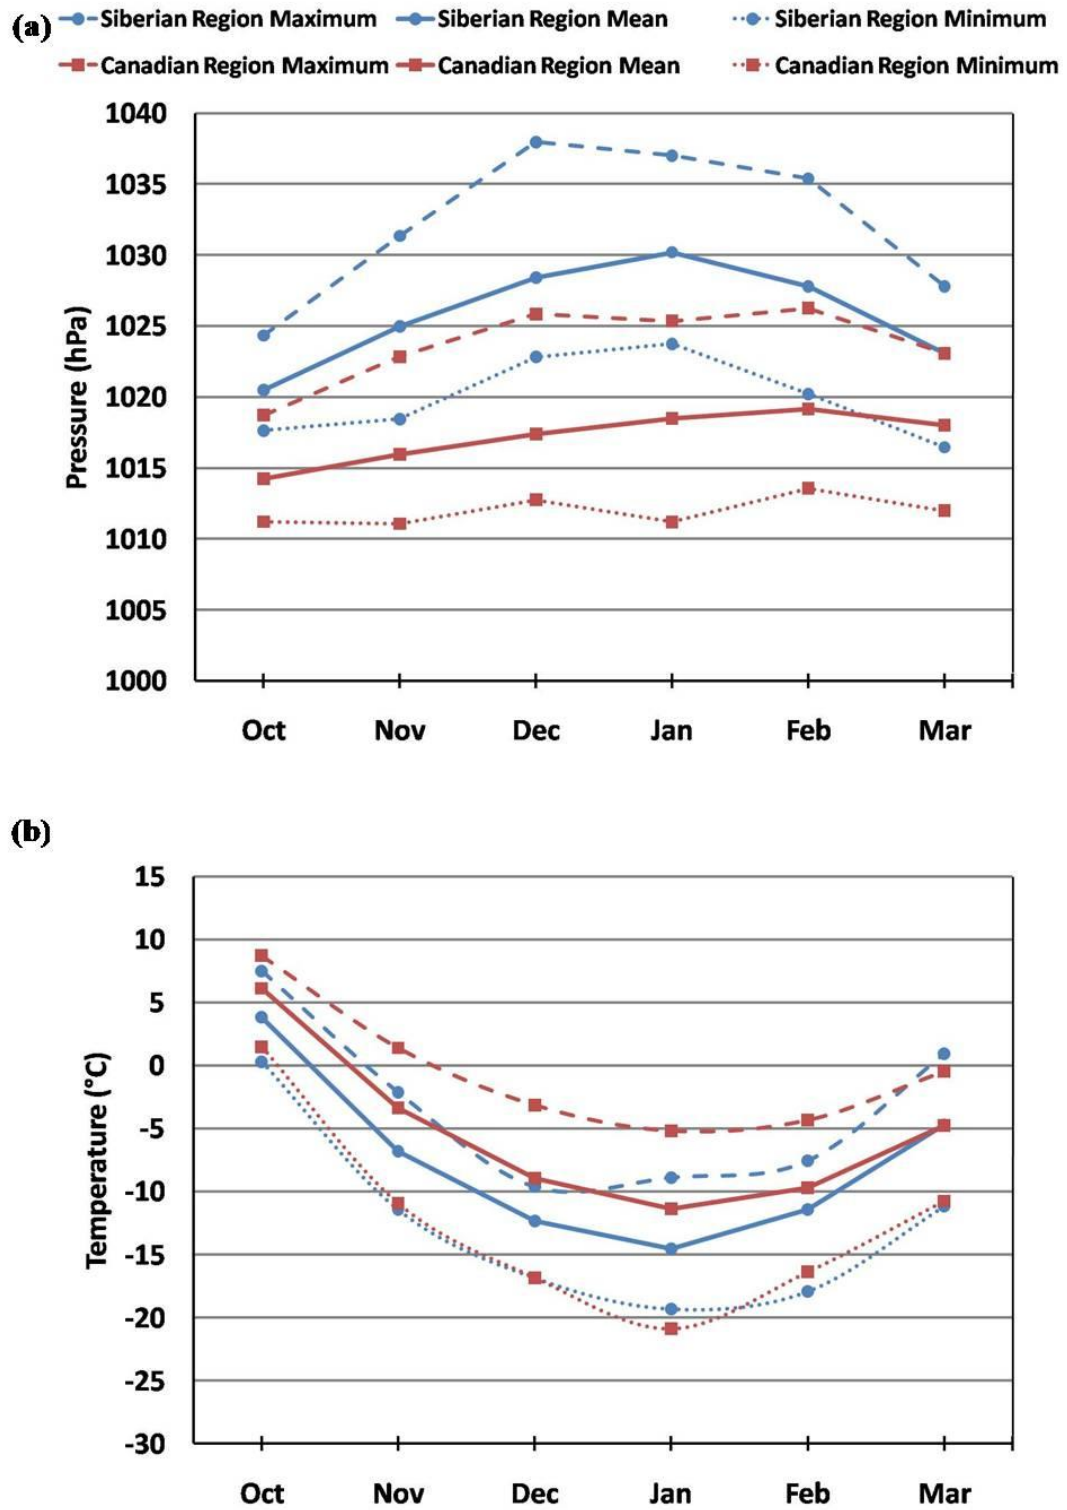 (a)
Siberian Region Maximum Siberian Region Mean Siberian Region Minimum
Canadian Region Maximum Canadian Region Mean Canadian Region Minimum
1040
1035
1030
1025
1020
1015
1010
1005
1000
Pressure (hPa)
Oct Nov Dec Jan Feb Mar
(b)
15
10
5
0
-5
-10
-15
-20
-25
-30
Temperature (°C)
Oct Nov Dec Jan Feb Mar